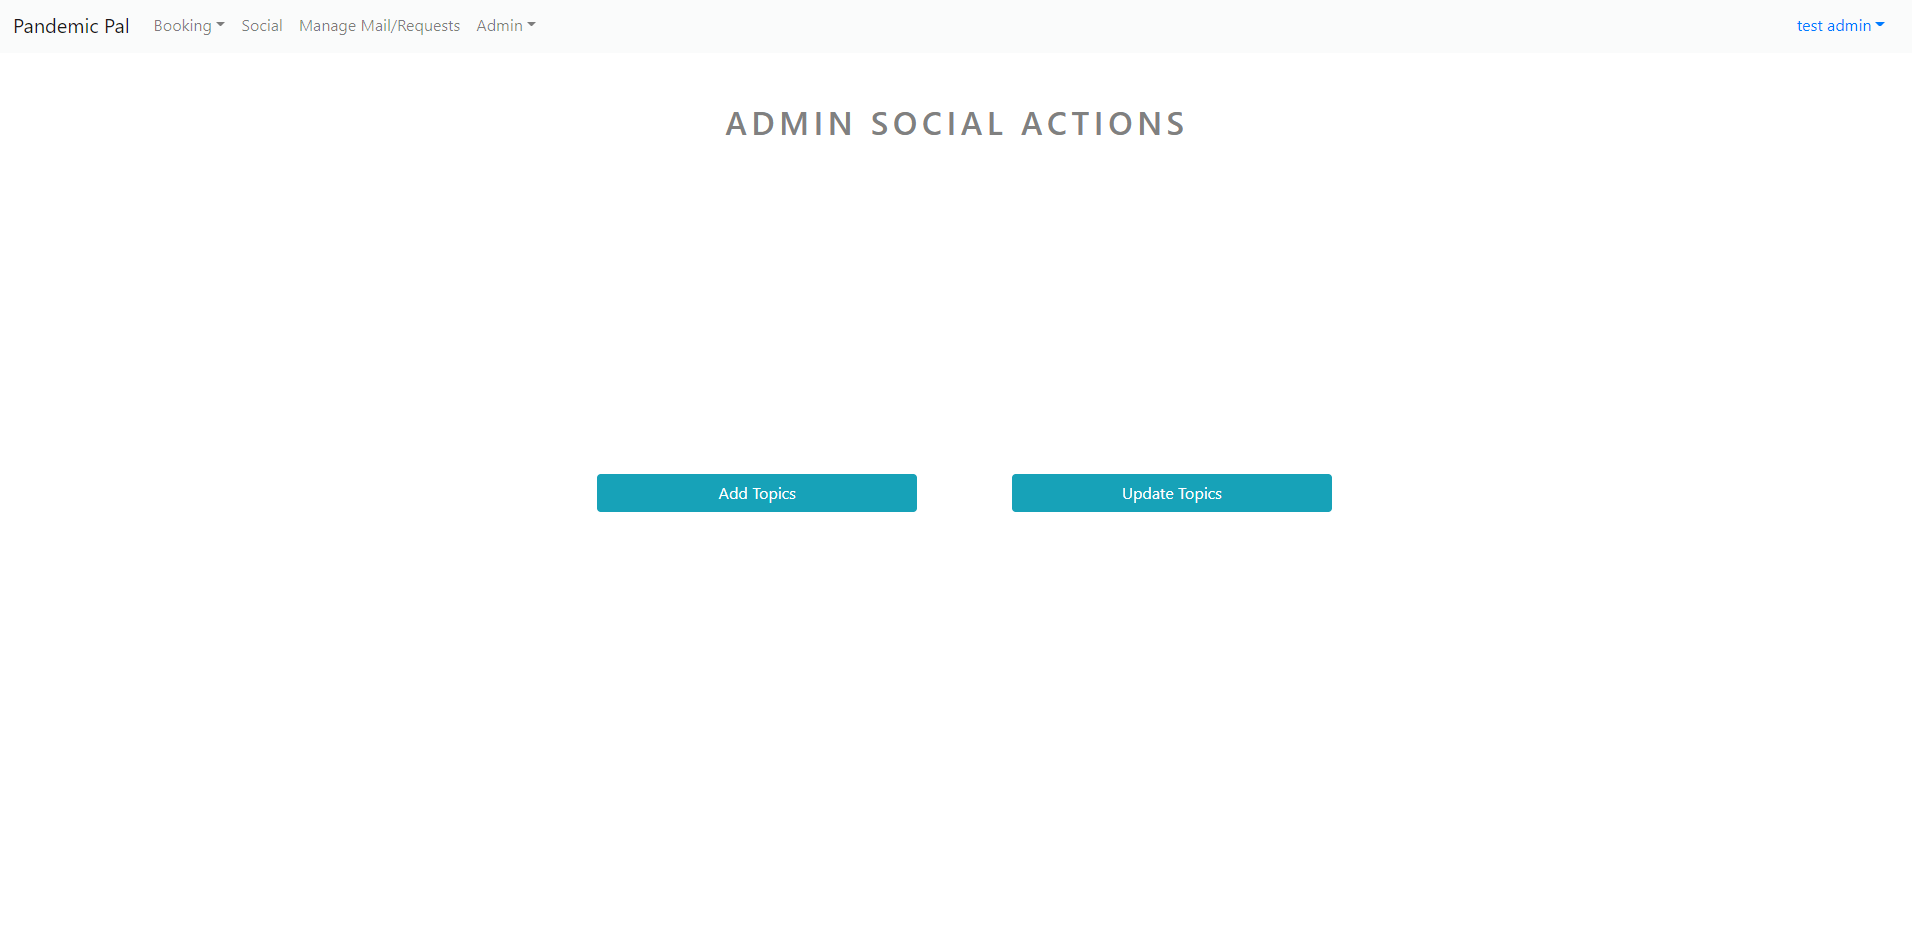 Pandemic Pal Booking Social Manage Mail/Requests Admin test admin
ADMIN SOCIAL ACTIONS
Add Topics Update Topics